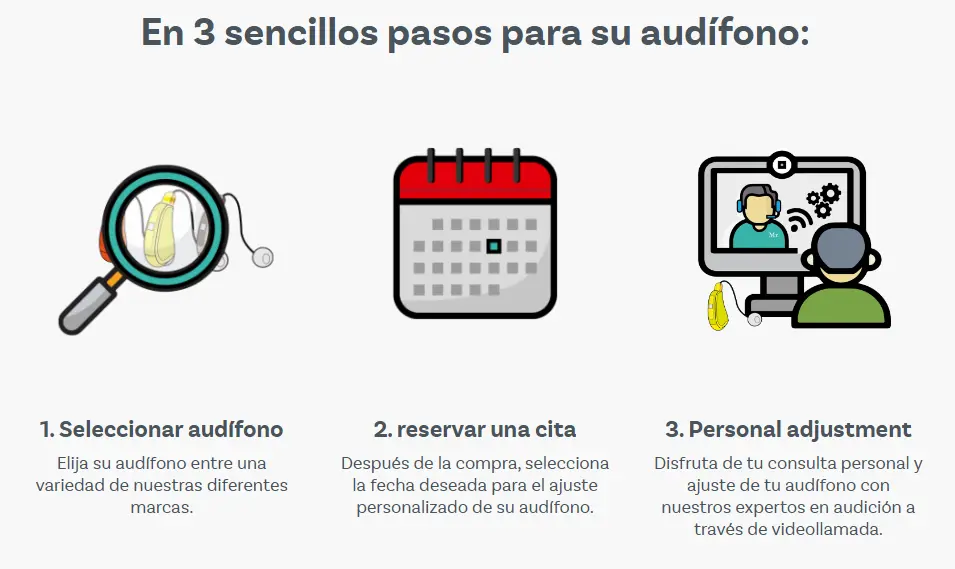 En 3 sencillos pasos para su audífono:
Mr
1. Seleccionar audífono
Elija su audífono entre una
variedad de nuestras diferentes
marcas.
2. reservar una cita
Después de la compra, selecciona
la fecha deseada para el ajuste
personalizado de su audífono.
3. Personal adjustment
Disfruta de tu consulta personal y
ajuste de tu audífono con
nuestros expertos en audición a
través de videollamada.